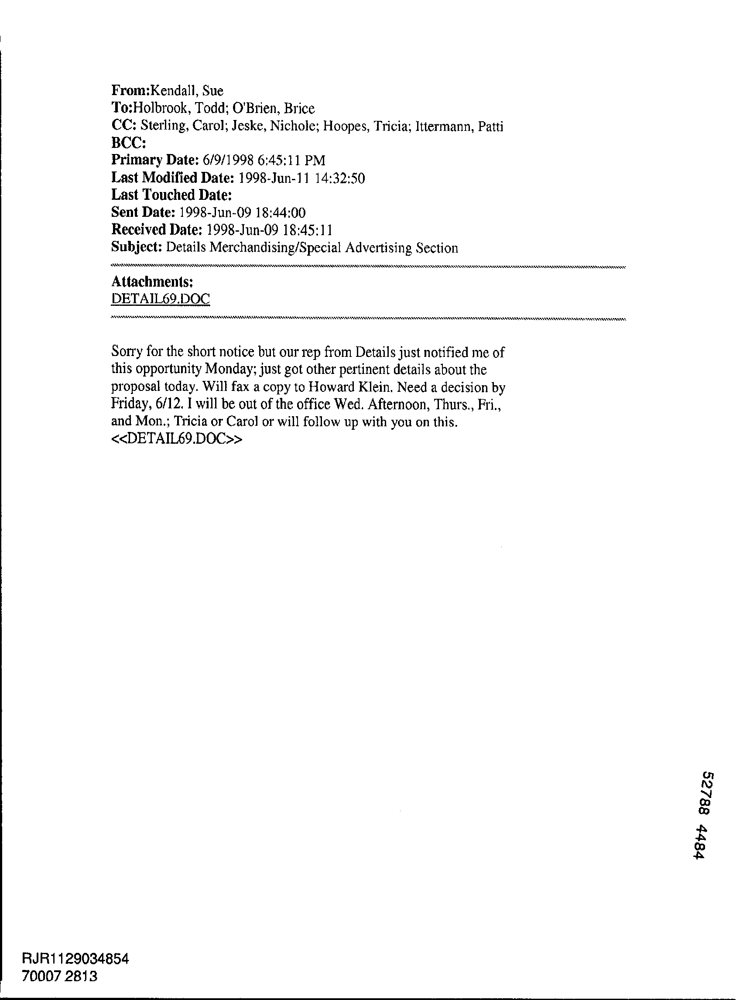 From:Kendall, Sue
To:Holbrook, Todd; O'Brien, Brice
CC: Sterling, Carol; Jeske, Nichole; Hoopes, Tricia; Ittermann, Patti
BCC:
Primary Date: 6/9/1998 6:45:11 PM
Last Modified Date: 1998-Jun-11 14:32:50
Last Touched Date:
Sent Date: 1998-Jun-09 18:44:00
Received Date: 1998-Jun-09 18:45:11
Subject: Details Merchandising/Special Advertising Section
Attachments:
DETAIL69.DOC
Sorry for the short notice but our rep from Details just notified me of
this opportunity Monday; just got other pertinent details about the
proposal today. Will fax a copy to Howard Klein. Need a decision by
Friday, 6/12. I will be out of the office Wed. Afternoon, Thurs., Fri.,
and Mon.; Tricia or Carol or will follow up with you on this.
<<DETAIL69.DOC>>
52788 4484
RJR1129034854
70007 2813